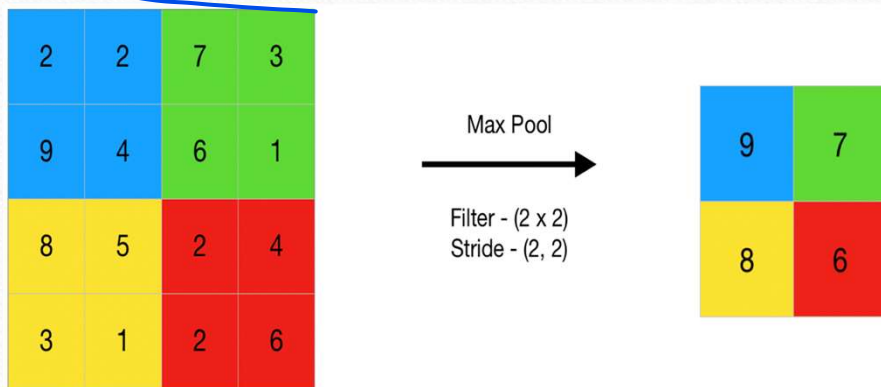 2 2 7 3
9 4 6 1
8 5 2 4
3 1 2 6
Max Pool
Filter - (2 x 2)
Stride - (2, 2)
9 7
8 6